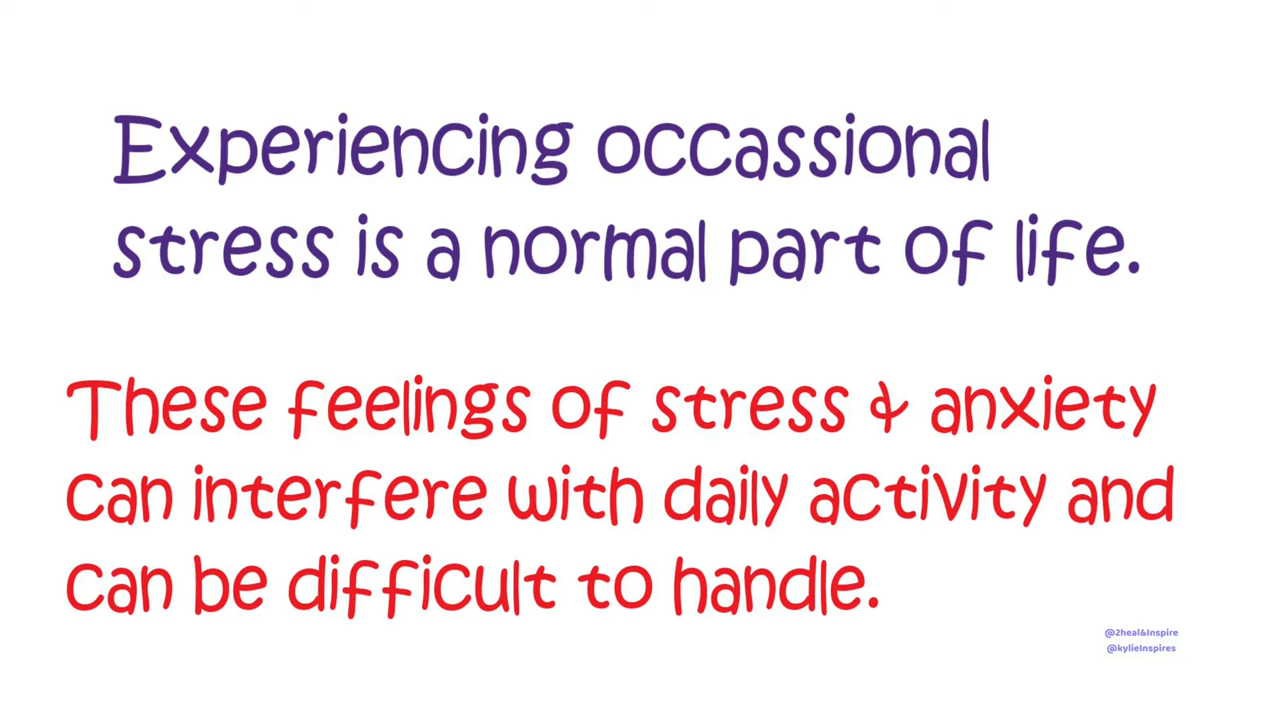 Experiencing occassional
stress is a normal part of life.
These feelings of stress & anxiety
can interfere with daily activity and
can be difficult to handle.
@2heal&Inspire
@kylieInspires